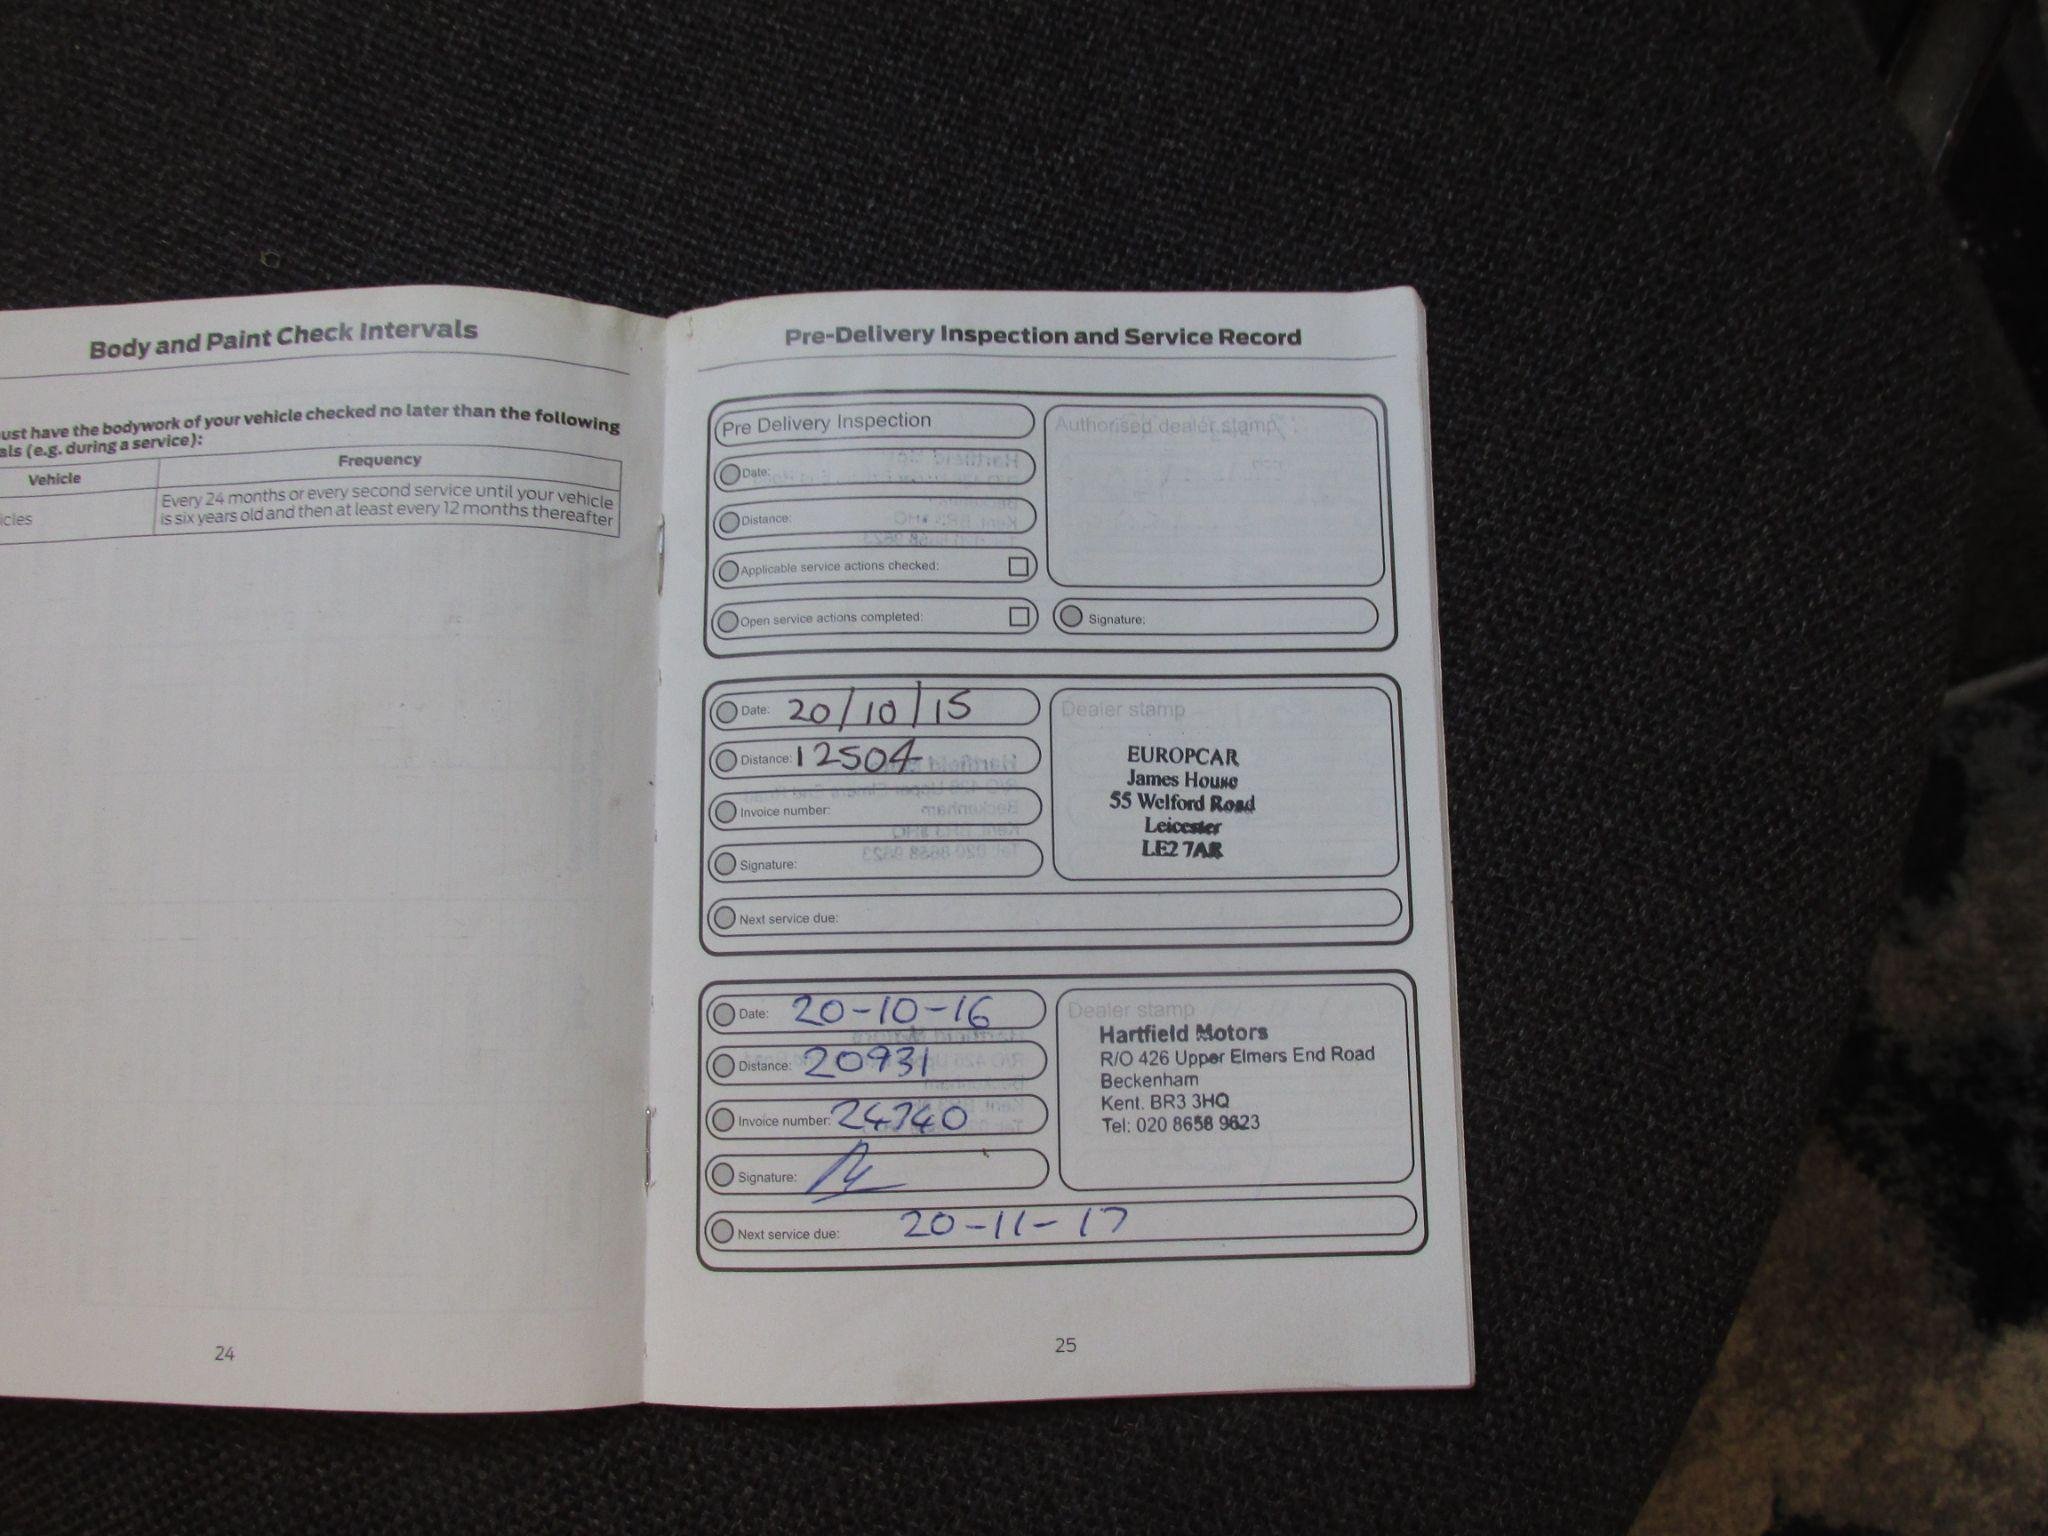 Body and Paint Check Intervals
ust have the bodywork of your vehicle checked no later than the following
als (e.g. during a service):
Vehicle Frequency
icles Every 24 months or every second service until your vehicle
is six years old and then at least every 12 months thereafter
24
Pre-Delivery Inspection and Service Record
Pre Delivery Inspection
Authorised dealer stamp
Date:
Distance:
Applicable service actions checked:
Open service actions completed:
Signature:
Date: 20/10/15
Distance: 12504
Invoice number:
Signature:
Next service due:
Dealer stamp
EUROPCAR
James House
55 Welford Road
Leicester
LE2 7AR
Date: 20-10-16
Distance: 20931
Invoice number: 24740
Signature:
Next service due: 20-11-17
Dealer stamp
Hartfield Motors
R/O 426 Upper Elmers End Road
Beckenham
Kent. BR3 3HQ
Tel: 020 8658 9623
25